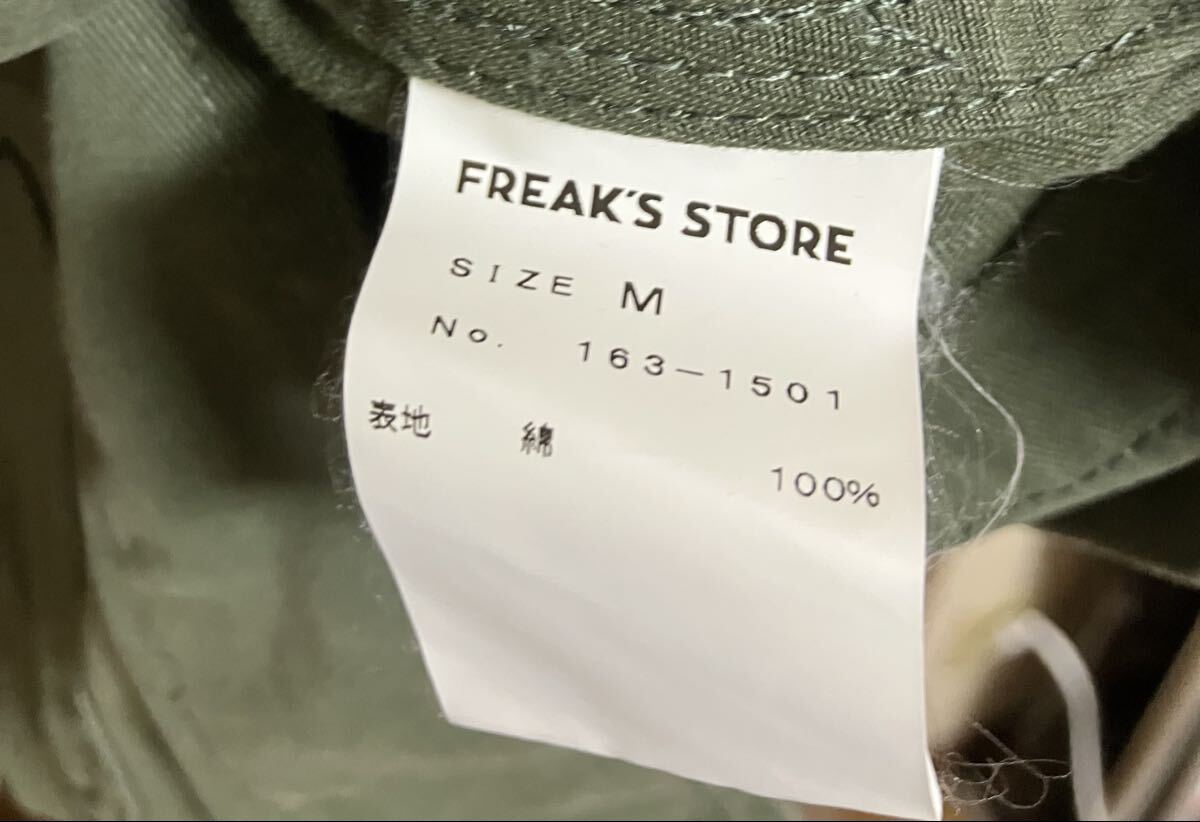 FREAK'S STORE
SIZE M
No. 163-1501
表地 綿 100%